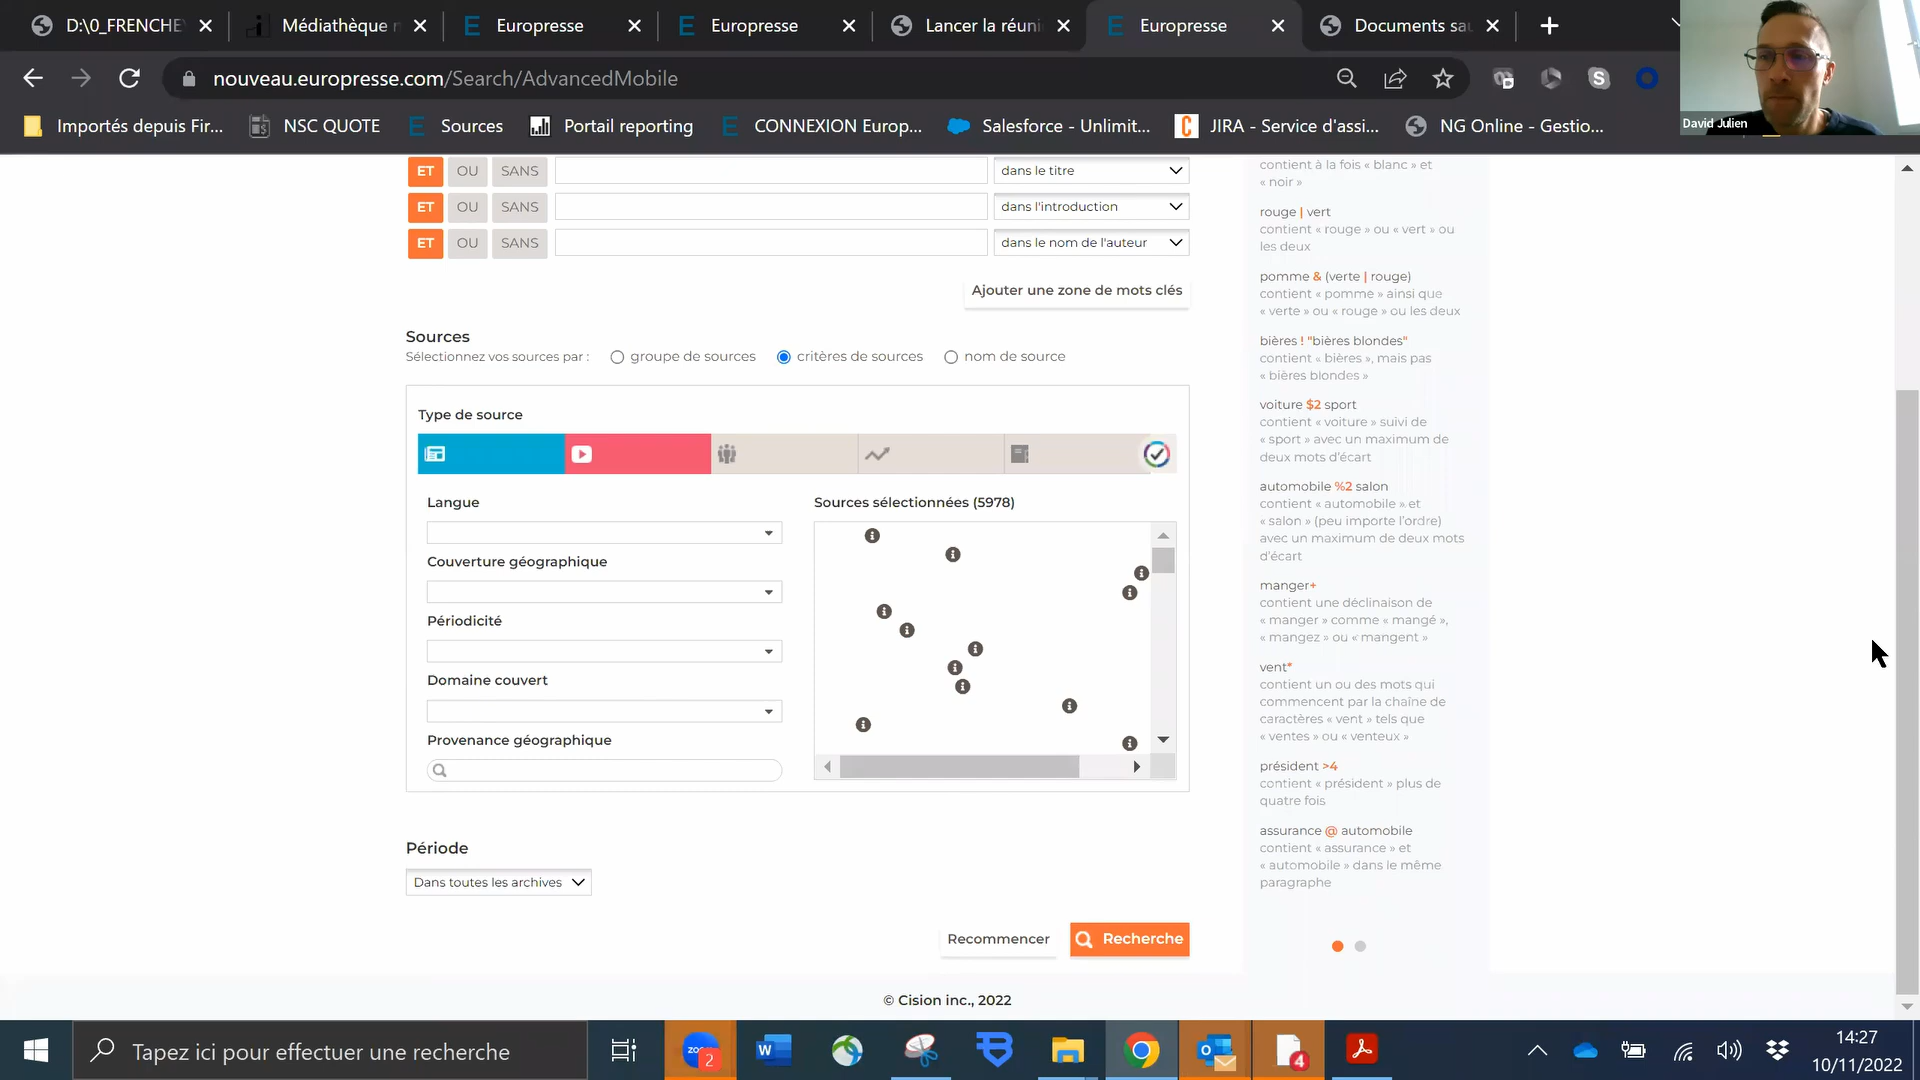 D:\0_FRENCHE
Médiathèque n
Europresse
Europresse
Lancer la réuni
Europresse
Documents sau
nouveau.europresse.com/Search/AdvancedMobile
Importés depuis Fir...
NSC QUOTE
Sources
Portail reporting
CONNEXION Europ...
Salesforce - Unlimit...
JIRA - Service d'assi...
NG Online - Gestio...
David Julien
ET OU SANS dans le titre
ET OU SANS dans l'introduction
ET OU SANS dans le nom de l'auteur
Ajouter une zone de mots clés
Sources
Sélectionnez vos sources par : groupe de sources critères de sources nom de source
Type de source
Langue
Couverture géographique
Périodicité
Domaine couvert
Provenance géographique
Sources sélectionnées (5978)
Période
Dans toutes les archives
Recommencer
Recherche
contient à la fois « blanc » et
« noir »
rouge | vert
contient « rouge » ou « vert » ou
les deux
pomme & (verte | rouge)
contient « pomme » ainsi que
« verte » ou « rouge » ou les deux
bières ! "bières blondes"
contient « bières », mais pas
« bières blondes »
voiture $2 sport
contient « voiture » suivi de
« sport » avec un maximum de
deux mots d'écart
automobile %2 salon
contient « automobile » et
« salon » (peu importe l'ordre)
avec un maximum de deux mots
d'écart
manger+
contient une déclinaison de
« manger » comme « mangé »,
« mangez » ou « mangent »
vent*
contient un ou des mots qui
commencent par la chaîne de
caractères « vent » tels que
« ventes » ou « venteux »
président >4
contient « président » plus de
quatre fois
assurance @ automobile
contient « assurance » et
« automobile » dans le même
paragraphe
© Cision inc., 2022
Tapez ici pour effectuer une recherche
zoom
2
4
14:27
10/11/2022